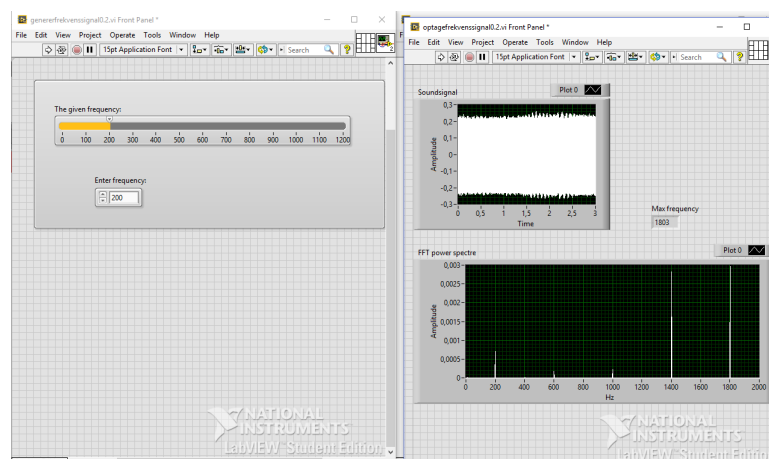 genererfrekvenssignal0.2.vi Front Panel *
File Edit View Project Operate Tools Window Help
15pt Application Font
Search
2
The given frequency:
0 100 200 300 400 500 600 700 800 900 1000 1100 1200
Enter frequency:
200
NATIONAL
INSTRUMENTS
LabVIEW Student Edition
F
optagefrekvenssignal0.2.vi Front Panel *
File Edit View Project Operate Tools Window Help
15pt Application Font
Search
Soundsignal
Plot 0
Amplitude
0,3
0,2
0,1
0
-0,1
-0,2
-0,3
0 0,5 1 1,5 2 2,5 3
Time
Max frequency
1803
FFT power spectre
Plot 0
Amplitude
0,003
0,0025
0,002
0,0015
0,001
0,0005
0
0 200 400 600 800 1000 1200 1400 1600 1800 2000
Hz
NATIONAL
INSTRUMENTS
LabVIEW Student Edition